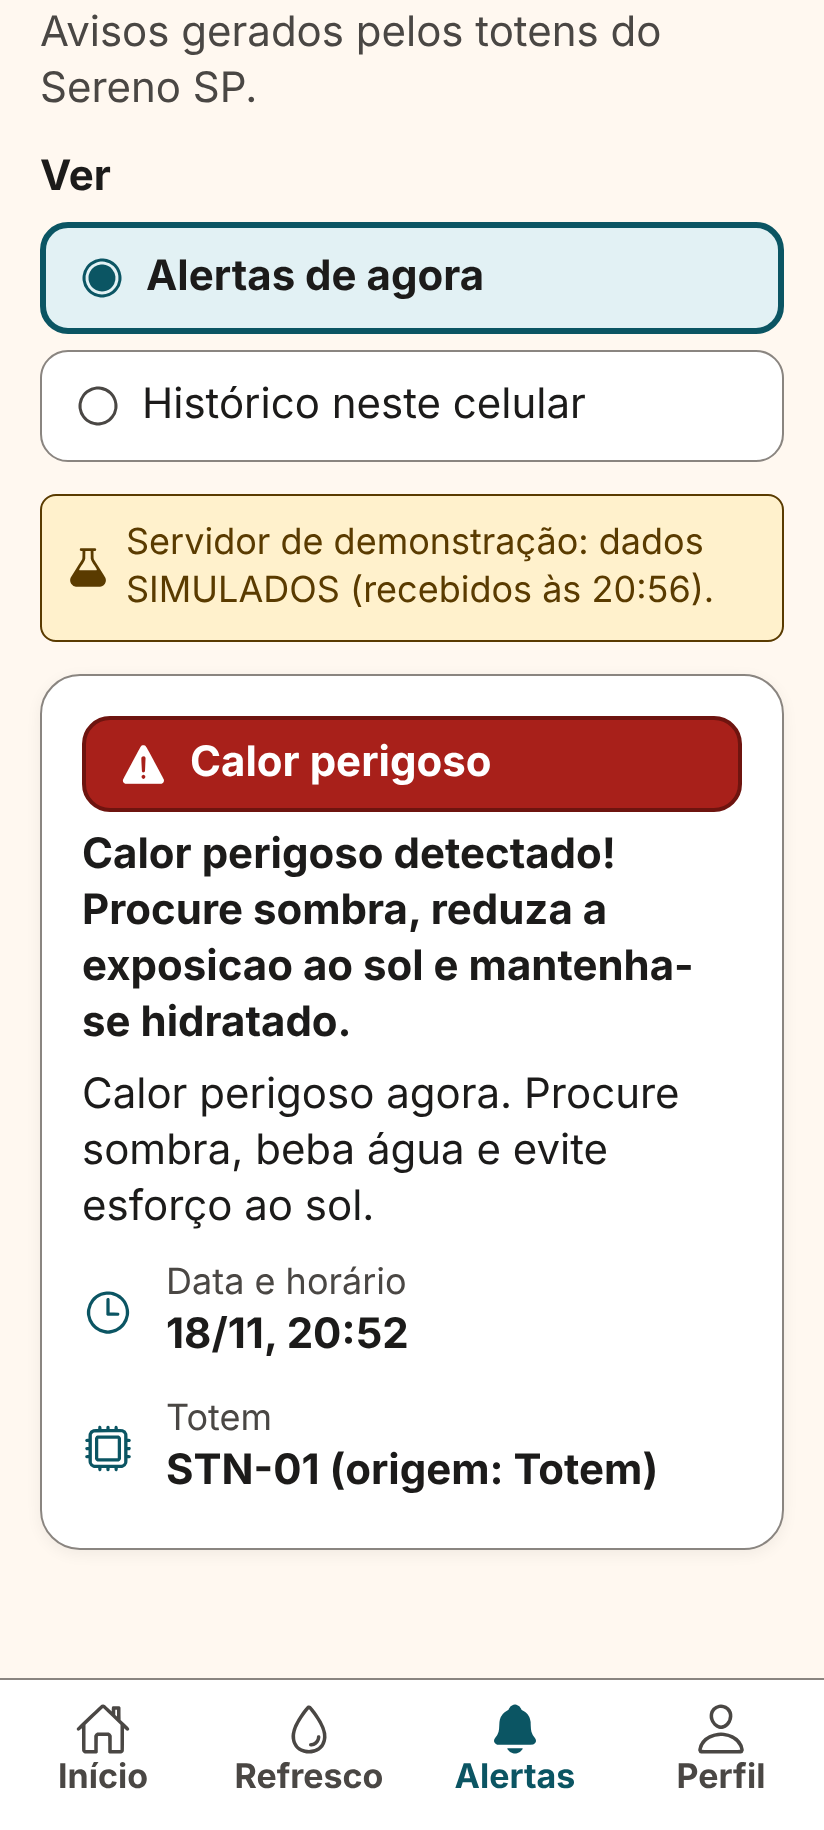 Avisos gerados pelos totens do
Sereno SP.
Ver
Alertas de agora
Histórico neste celular
Servidor de demonstração: dados
SIMULADOS (recebidos às 20:56).
Calor perigoso
Calor perigoso detectado!
Procure sombra, reduza a
exposicao ao sol e mantenha-
se hidratado.
Calor perigoso agora. Procure
sombra, beba água e evite
esforço ao sol.
Data e horário
18/11, 20:52
Totem
STN-01 (origem: Totem)
Início
Refresco
Alertas
Perfil